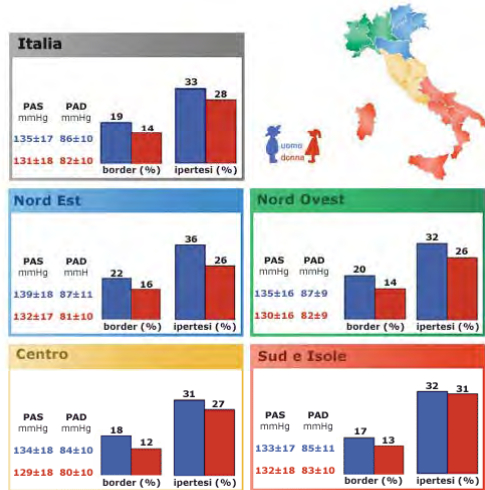 Italia
33
28
19
14
PAS PAD
mmHg mmHg
135±17 86±10
131±18 82±10
border (%) ipertesi (%)
uomo
donna
Nord Est
36
26
22
16
PAS PAD
mmHg mmH
139±18 87±11
132±17 81±10
border (%) ipertesi (%)
Nord Ovest
32
26
20
14
PAS PAD
mmHg mmHg
135±16 87±9
130±16 82±9
border (%) ipertesi (%)
Centro
31
27
18
12
PAS PAD
mmHg mmHg
134±18 84±10
129±18 80±10
border (%) ipertesi (%)
Sud e Isole
32
31
17
13
PAS PAD
mmHg mmHg
133±17 85±11
132±18 83±10
border (%) ipertesi (%)